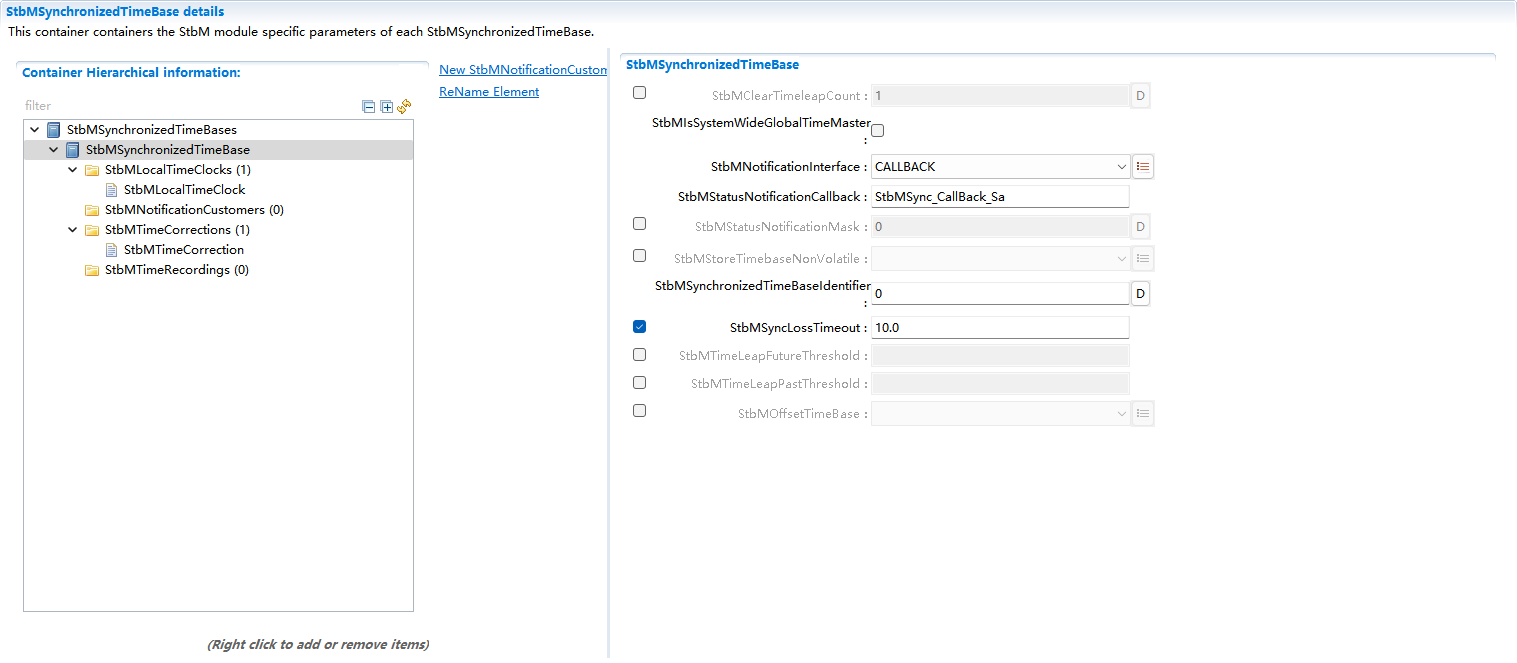 StbMSynchronizedTimeBase details
This container containers the StbM module specific parameters of each StbMSynchronizedTimeBase.
Container Hierarchical information:
filter
StbMSynchronizedTimeBases
StbMSynchronizedTimeBase
StbMLocalTimeClocks (1)
StbMLocalTimeClock
StbMNotificationCustomers (0)
StbMTimeCorrections (1)
StbMTimeCorrection
StbMTimeRecordings (0)
(Right click to add or remove items)
New StbMNotificationCustom
ReName Element
StbMSynchronizedTimeBase
StbMClearTimeleapCount : 1 D
StbMIsSystemWideGlobalTimeMaster
:
StbMNotificationInterface : CALLBACK
StbMStatusNotificationCallback : StbMSync_CallBack_Sa
StbMStatusNotificationMask : 0 D
StbMStoreTimebaseNonVolatile :
StbMSynchronizedTimeBaseIdentifier
: 0 D
StbMSyncLossTimeout : 10.0
StbMTimeLeapFutureThreshold :
StbMTimeLeapPastThreshold :
StbMOffsetTimeBase :